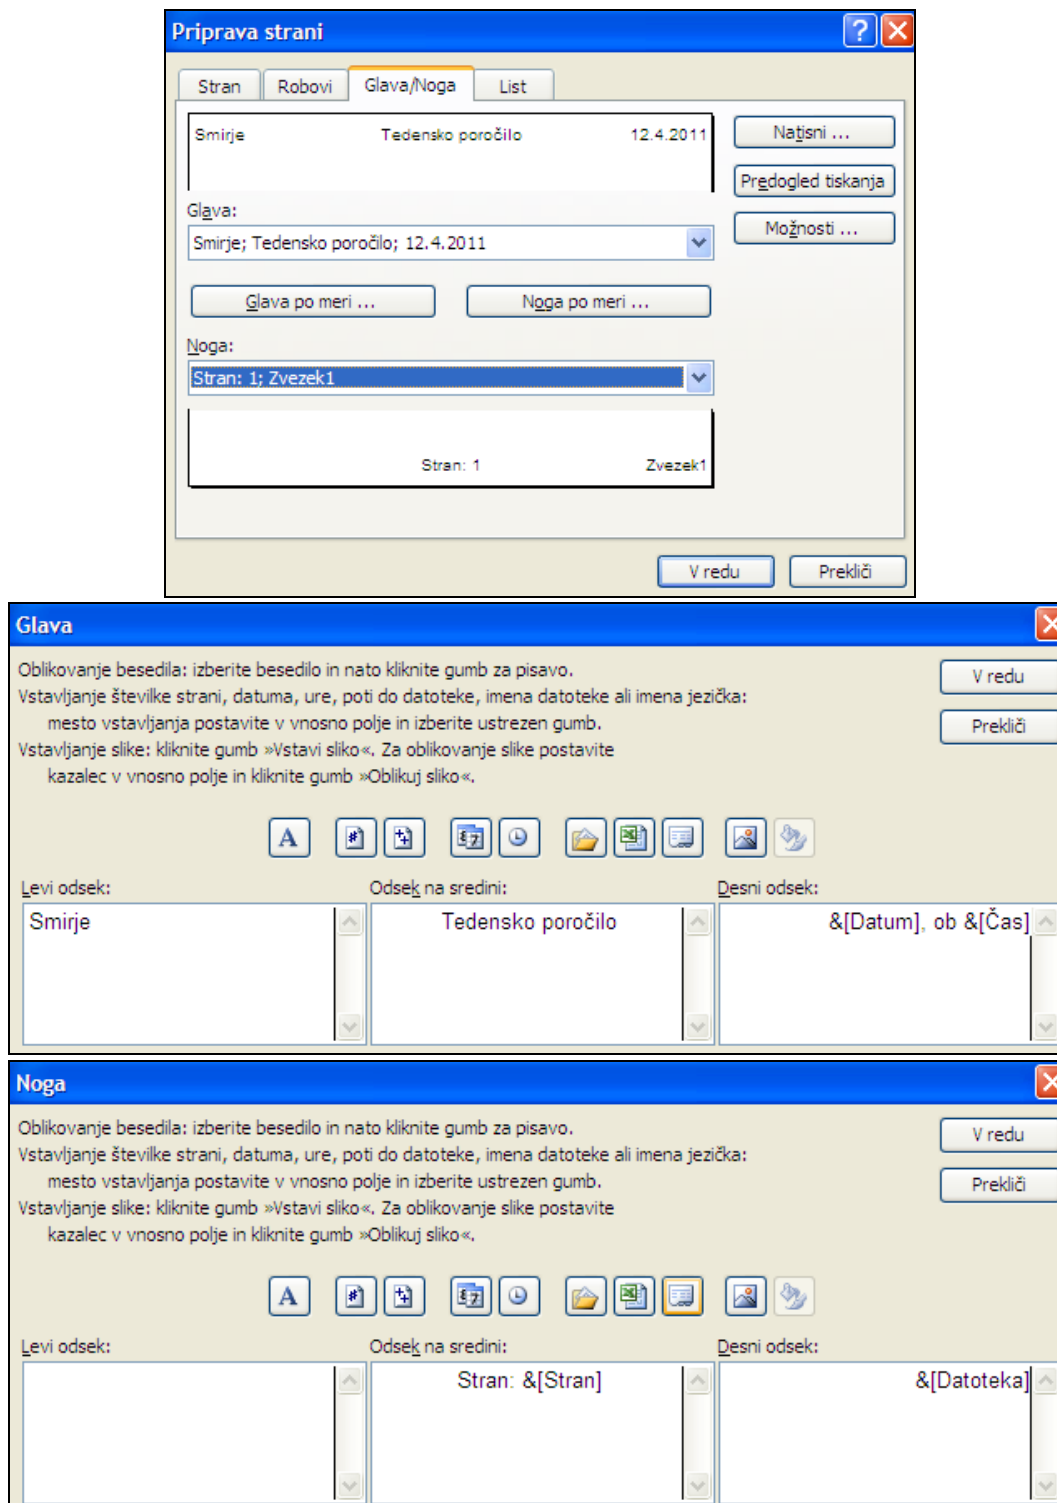 Priprava strani
Stran Robovi Glava/Noga List
Smirje Tedensko poročilo 12.4.2011
Natisni ...
Predogled tiskanja
Možnosti ...
Glava:
Smirje; Tedensko poročilo; 12.4.2011
Glava po meri ... Noga po meri ...
Noga:
Stran: 1; Zvezek1
Stran: 1 Zvezek1
V redu Prekliči
Glava
Oblikovanje besedila: izberite besedilo in nato kliknite gumb za pisavo.
Vstavljanje številke strani, datuma, ure, poti do datoteke, imena datoteke ali imena jezička:
mesto vstavljanja postavite v vnosno polje in izberite ustrezen gumb.
Vstavljanje slike: kliknite gumb »Vstavi sliko«. Za oblikovanje slike postavite
kazalec v vnosno polje in kliknite gumb »Oblikuj sliko«.
V redu
Prekliči
Levi odsek: Odsek na sredini: Desni odsek:
Smirje Tedensko poročilo &[Datum], ob &[Čas]
Noga
Oblikovanje besedila: izberite besedilo in nato kliknite gumb za pisavo.
Vstavljanje številke strani, datuma, ure, poti do datoteke, imena datoteke ali imena jezička:
mesto vstavljanja postavite v vnosno polje in izberite ustrezen gumb.
Vstavljanje slike: kliknite gumb »Vstavi sliko«. Za oblikovanje slike postavite
kazalec v vnosno polje in kliknite gumb »Oblikuj sliko«.
V redu
Prekliči
Levi odsek: Odsek na sredini: Desni odsek:
Stran: &[Stran] &[Datoteka]